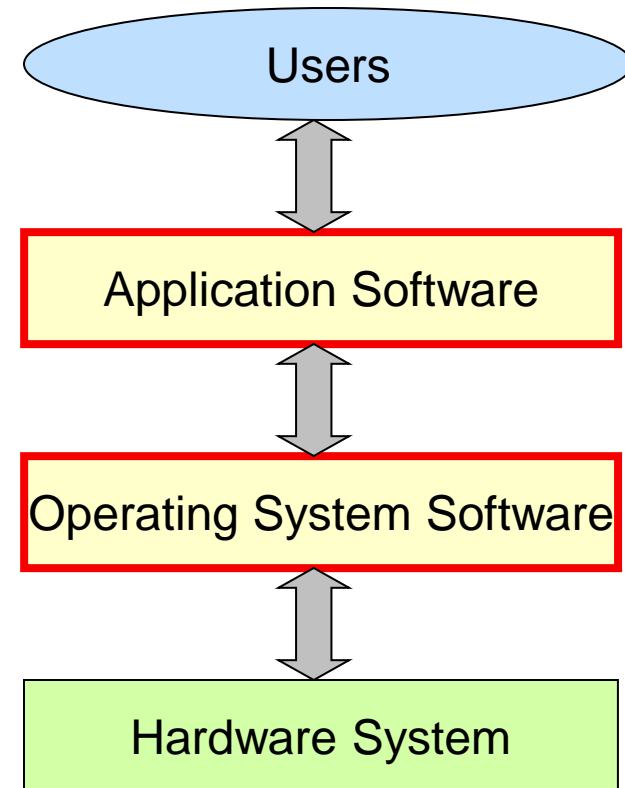 Users
Application Software
Operating System Software
Hardware System